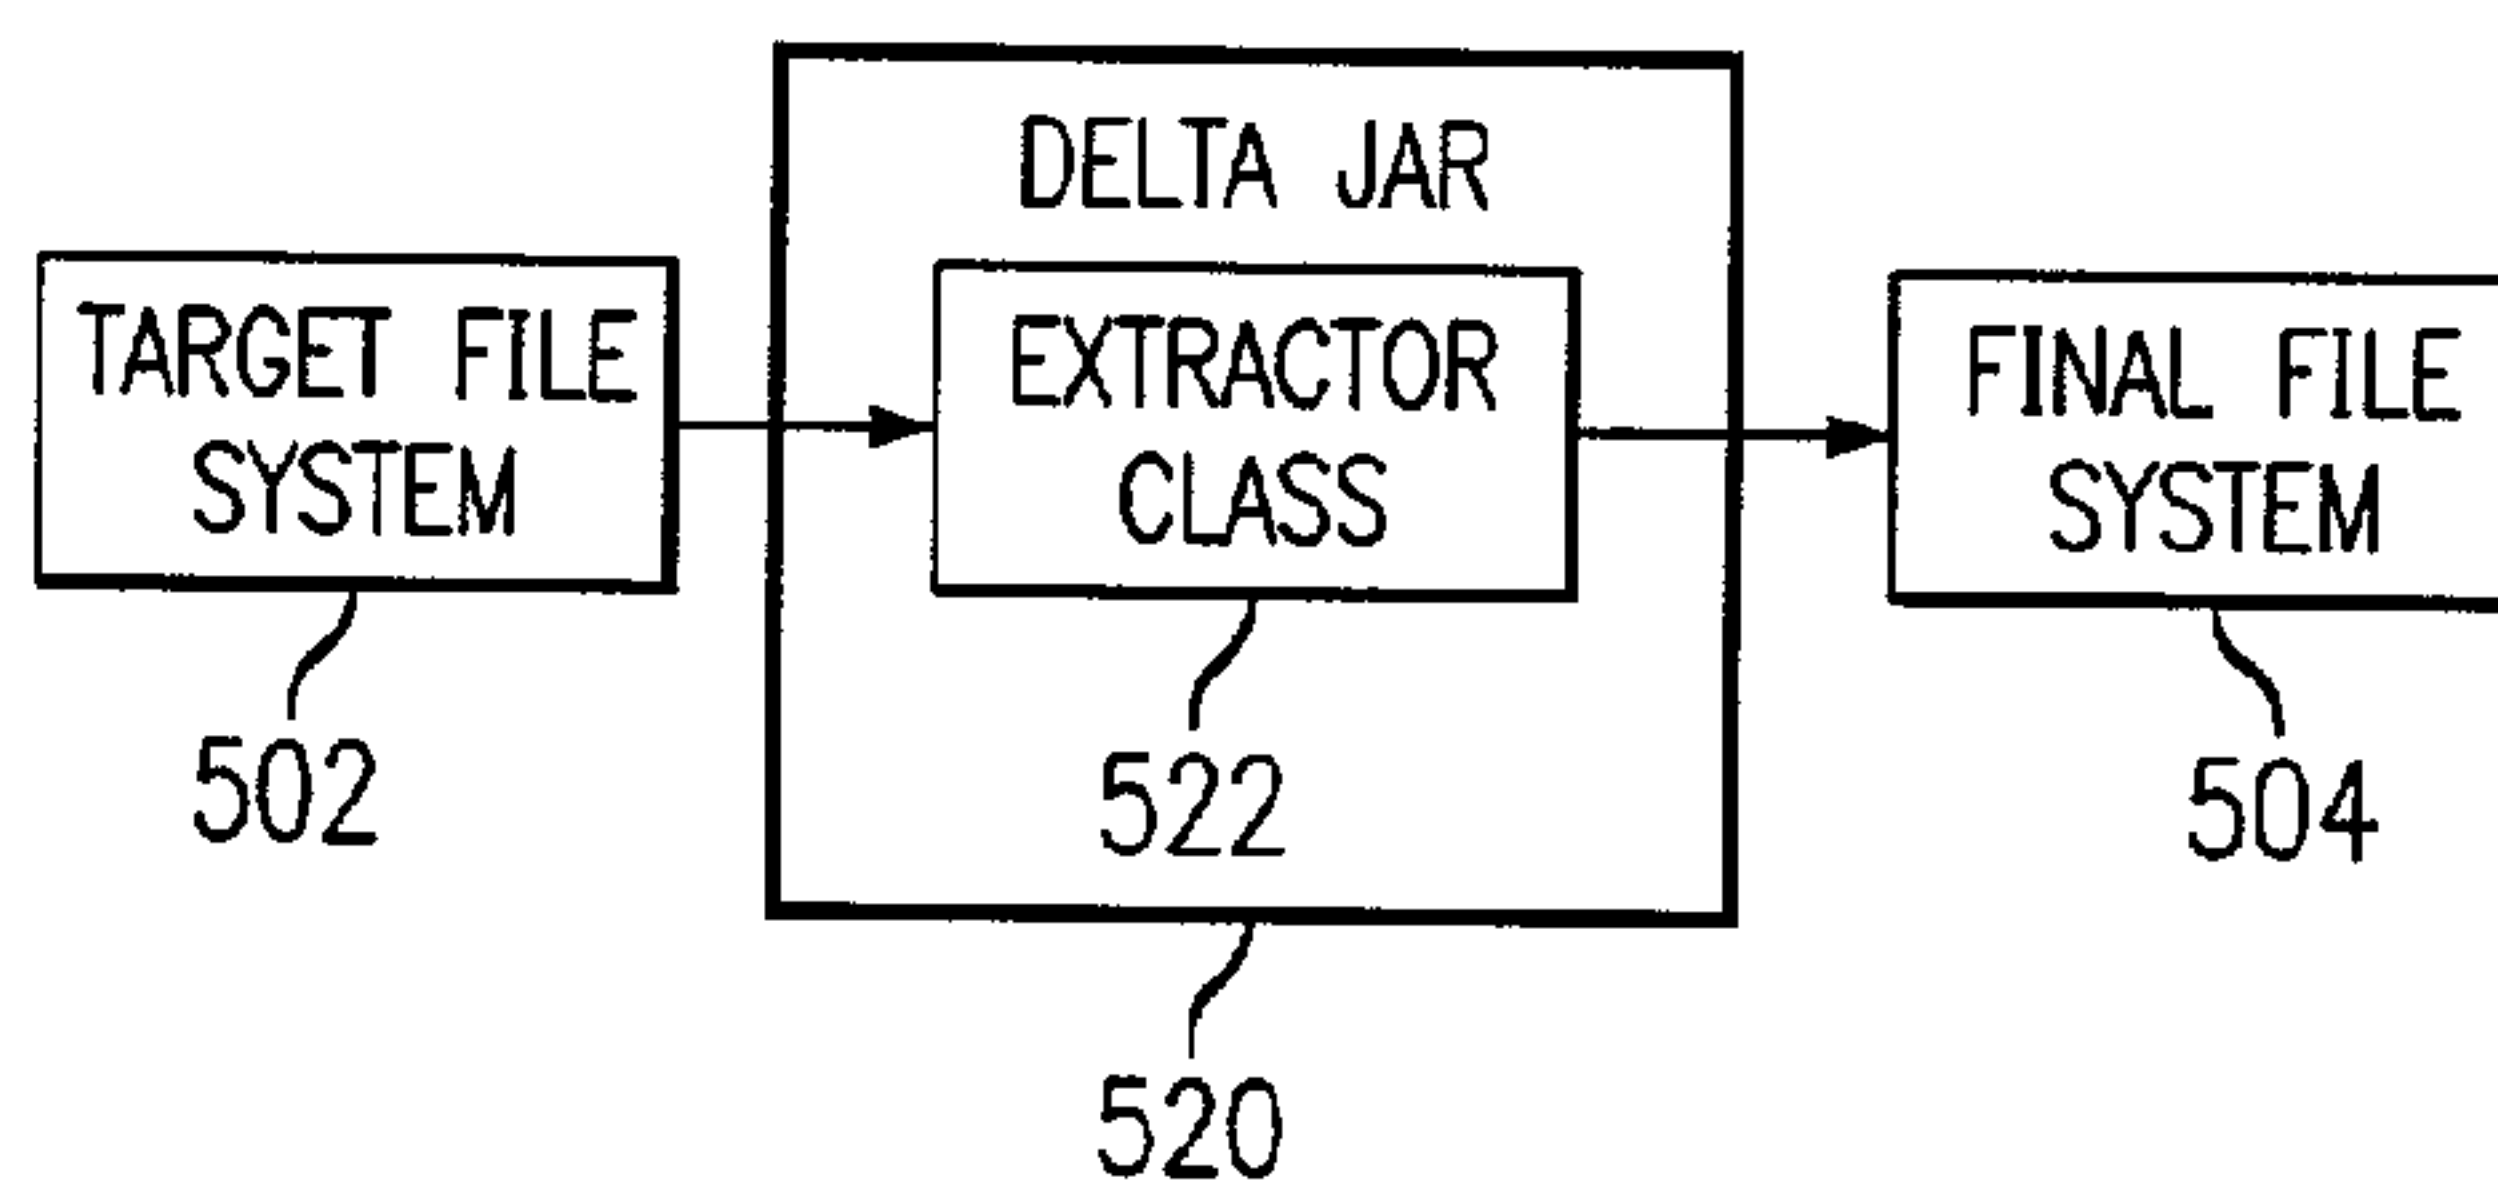 DELTA JAR
TARGET FILE
SYSTEM
EXTRACTOR
CLASS
FINAL FILE
SYSTEM
502
522
504
520